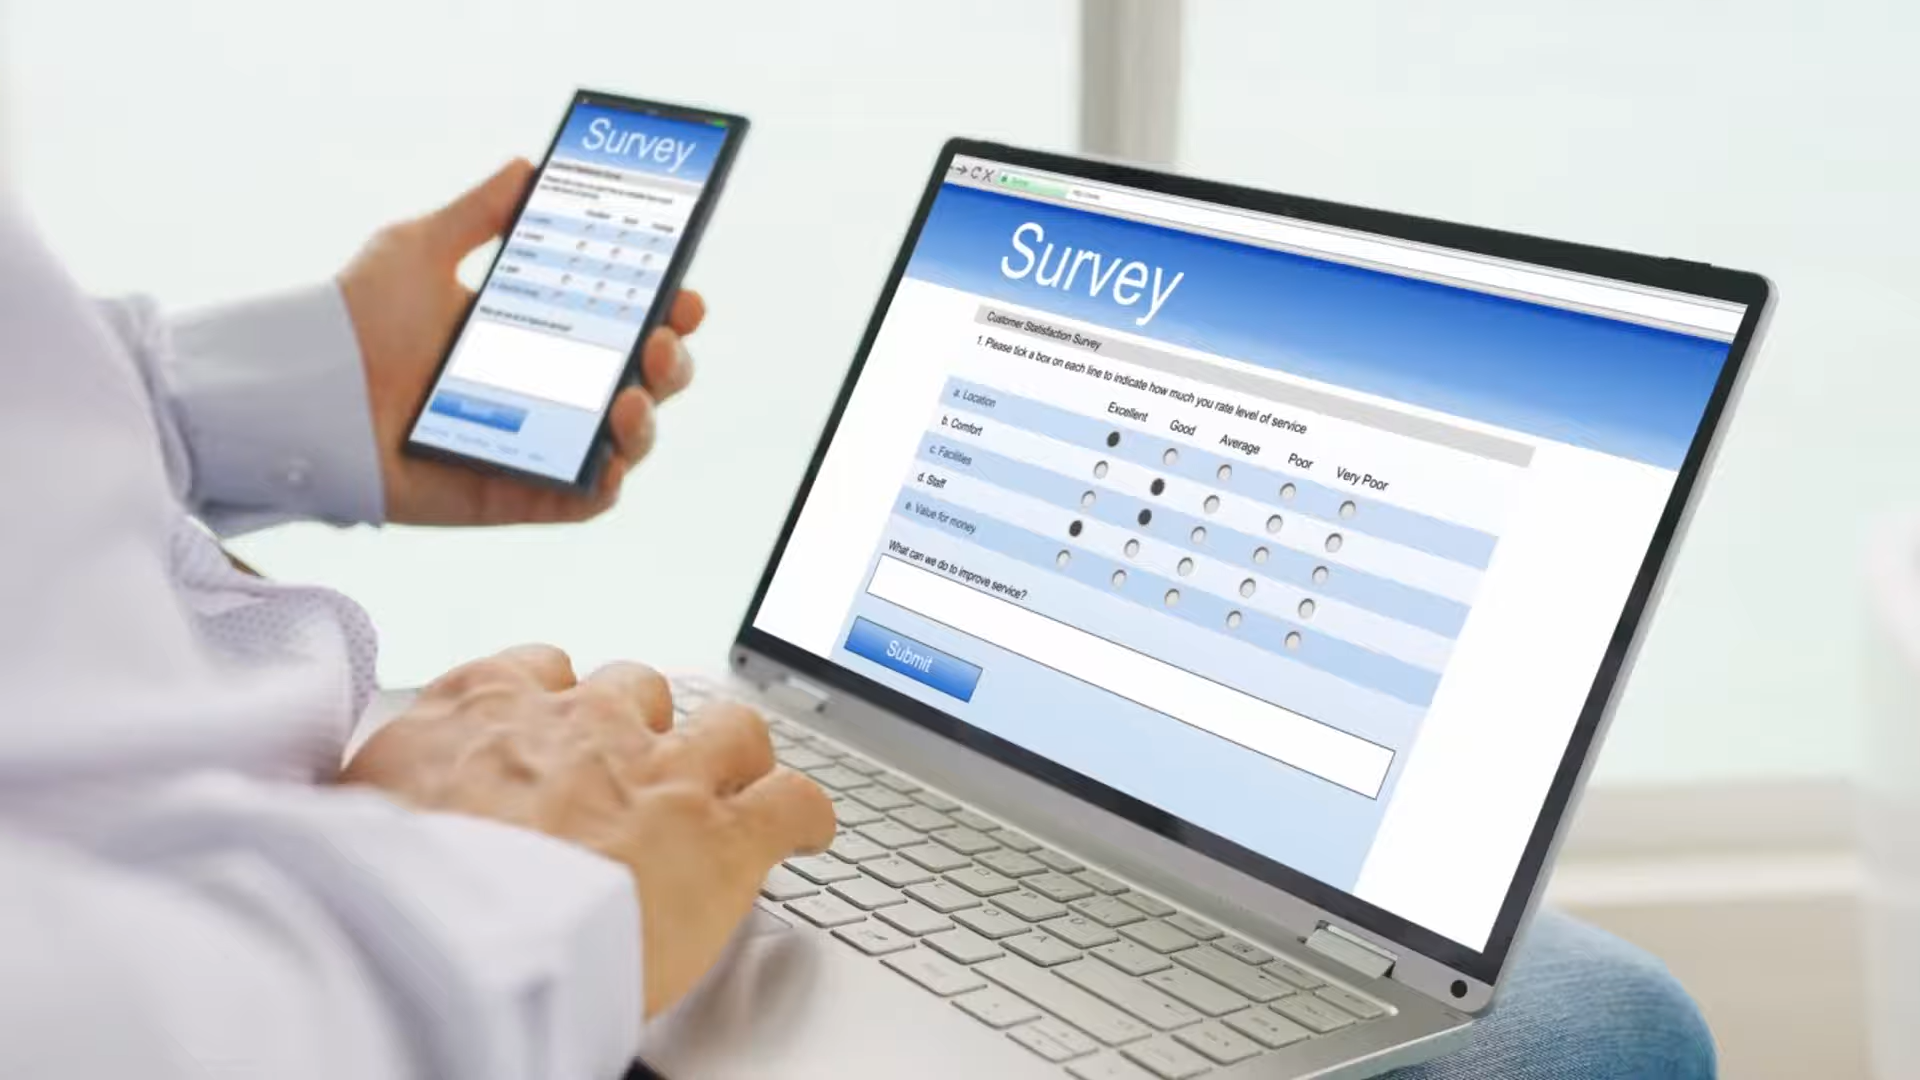 Survey
Survey
Customer Statisfaction Survey
1. Please tick a box on each line to indicate how much you rate level of service
Excellent Good Average Poor Very Poor
a. Location
b. Comfort
c. Facilities
d. Staff
e. Value for money
What can we do to improve service?
Submit